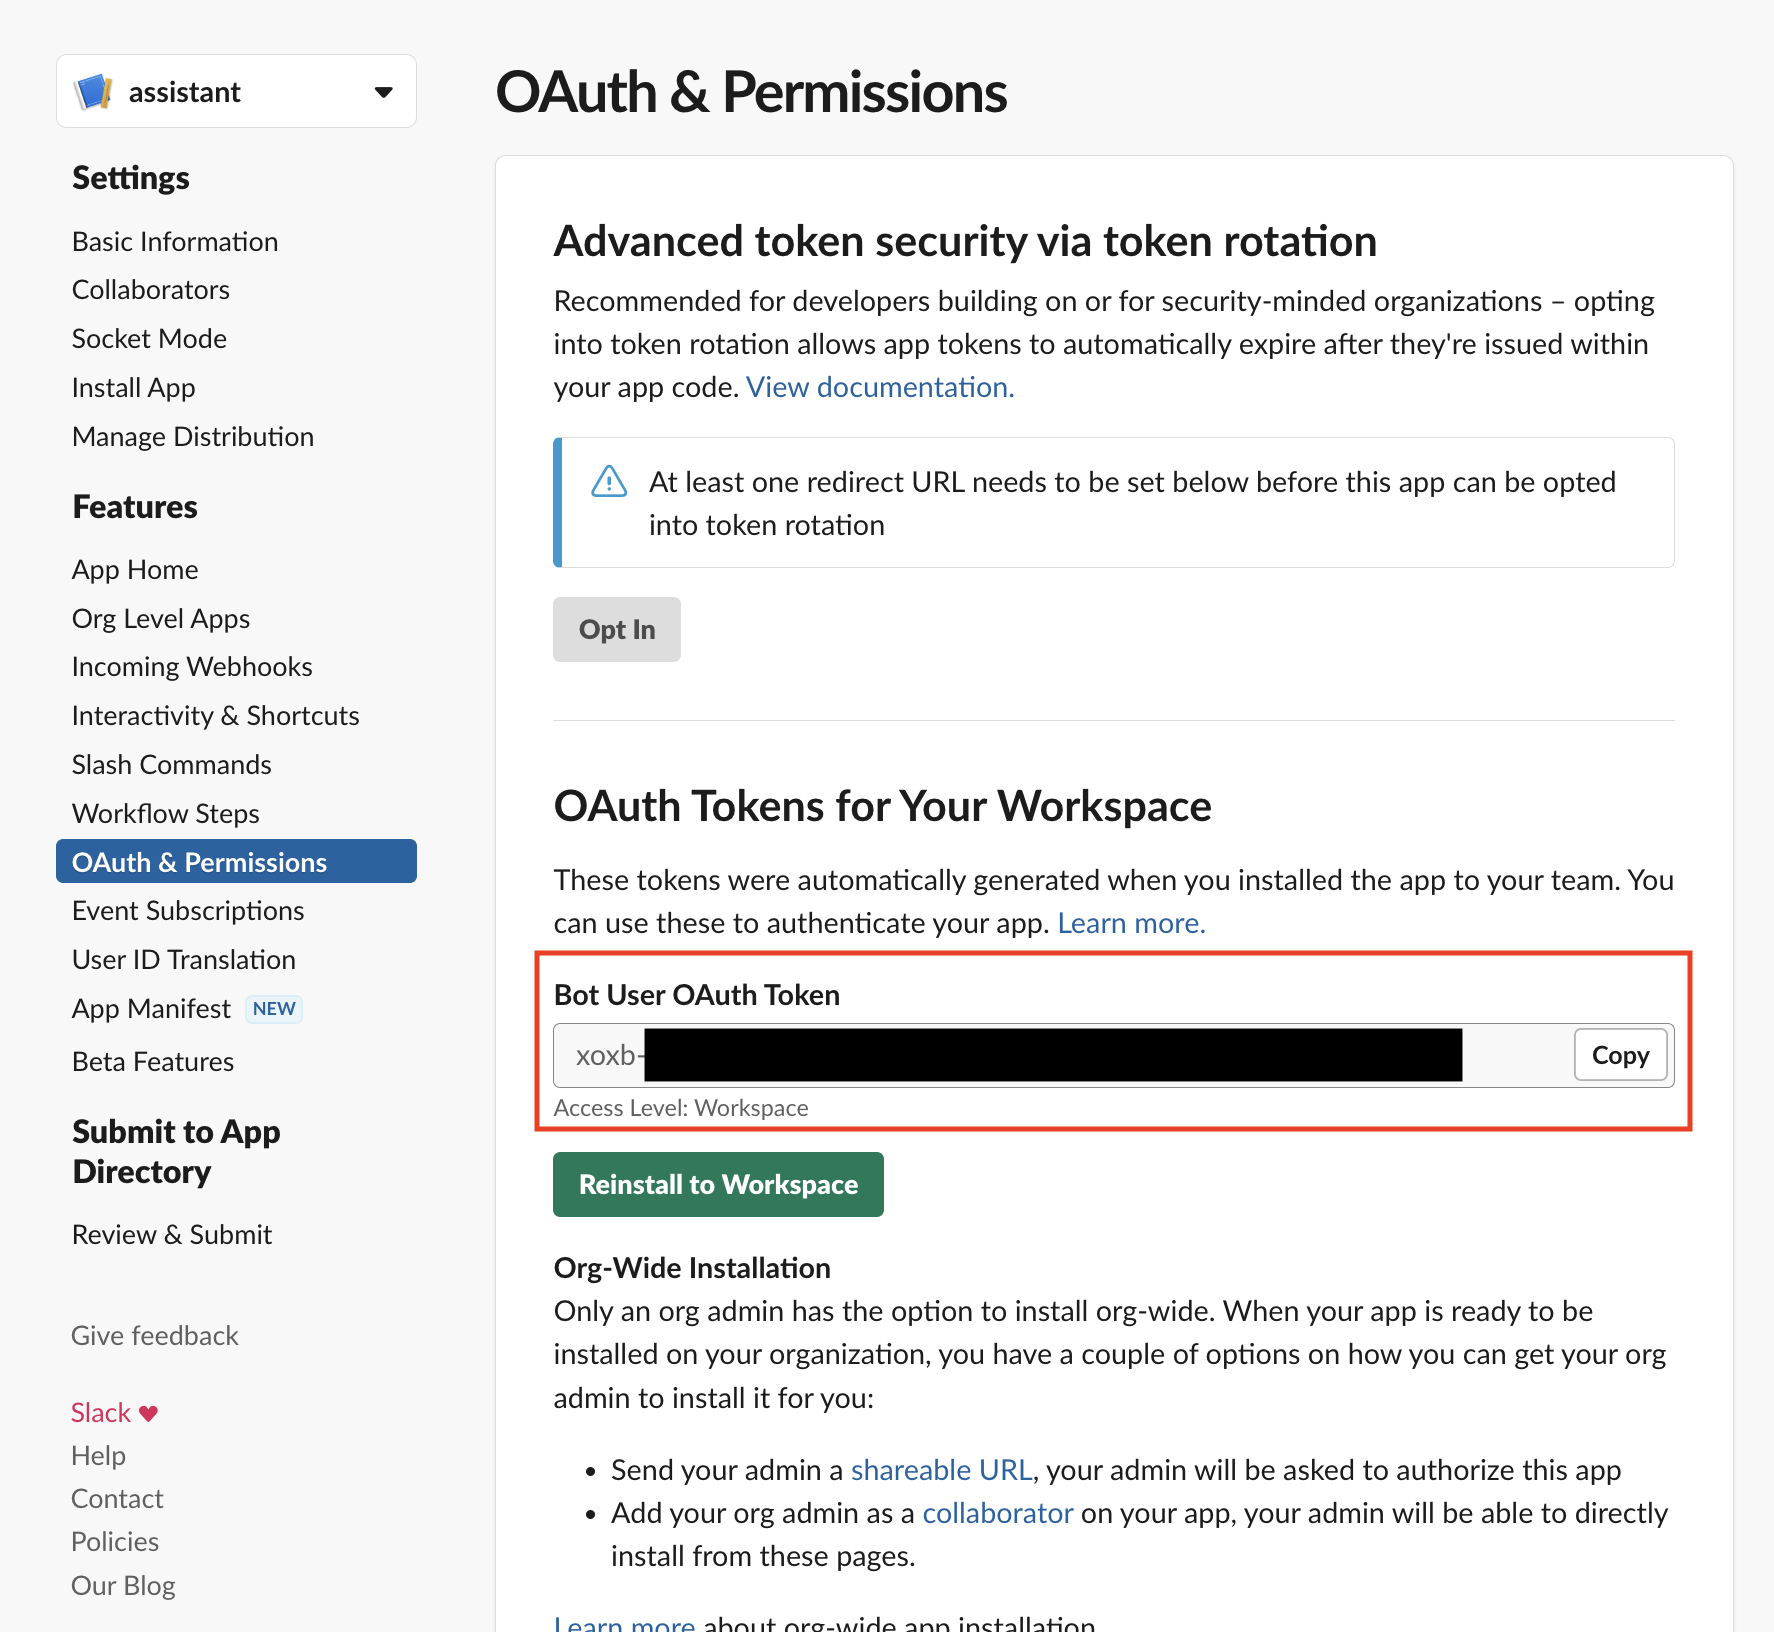 assistant
Settings
Basic Information
Collaborators
Socket Mode
Install App
Manage Distribution
Features
App Home
Org Level Apps
Incoming Webhooks
Interactivity & Shortcuts
Slash Commands
Workflow Steps
OAuth & Permissions
Event Subscriptions
User ID Translation
App Manifest NEW
Beta Features
Submit to App
Directory
Review & Submit
Give feedback
Slack ♥
Help
Contact
Policies
Our Blog
OAuth & Permissions
Advanced token security via token rotation
Recommended for developers building on or for security-minded organizations – opting
into token rotation allows app tokens to automatically expire after they're issued within
your app code. View documentation.
At least one redirect URL needs to be set below before this app can be opted
into token rotation
Opt In
OAuth Tokens for Your Workspace
These tokens were automatically generated when you installed the app to your team. You
can use these to authenticate your app. Learn more.
Bot User OAuth Token
xoxb-
Copy
Access Level: Workspace
Reinstall to Workspace
Org-Wide Installation
Only an org admin has the option to install org-wide. When your app is ready to be
installed on your organization, you have a couple of options on how you can get your org
admin to install it for you:
• Send your admin a shareable URL, your admin will be asked to authorize this app
• Add your org admin as a collaborator on your app, your admin will be able to directly
install from these pages.
Learn more about org-wide app installation